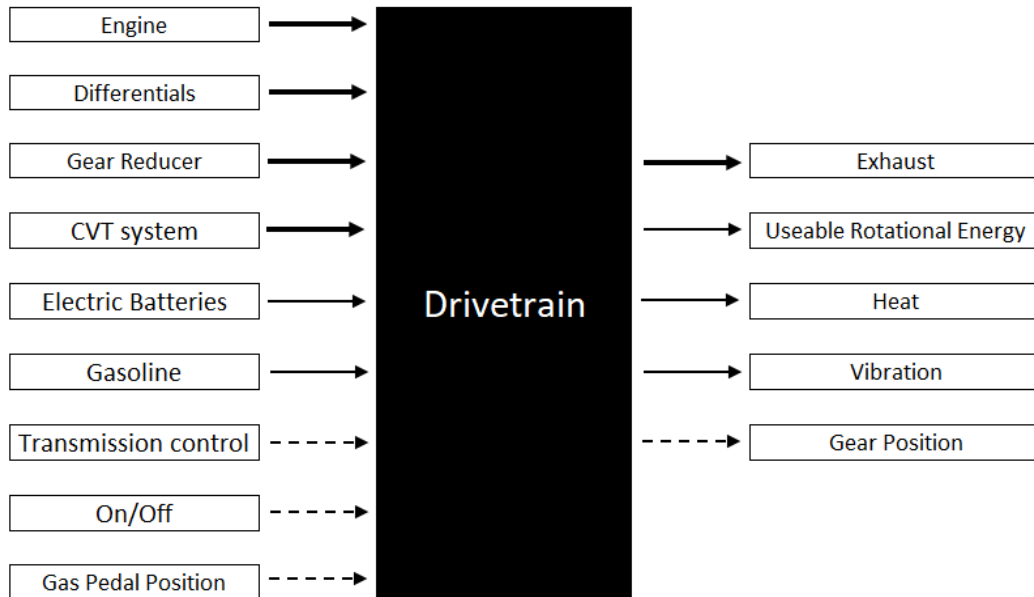 Engine
Differentials
Gear Reducer
CVT system
Electric Batteries
Gasoline
Transmission control
On/Off
Gas Pedal Position
Drivetrain
Exhaust
Useable Rotational Energy
Heat
Vibration
Gear Position